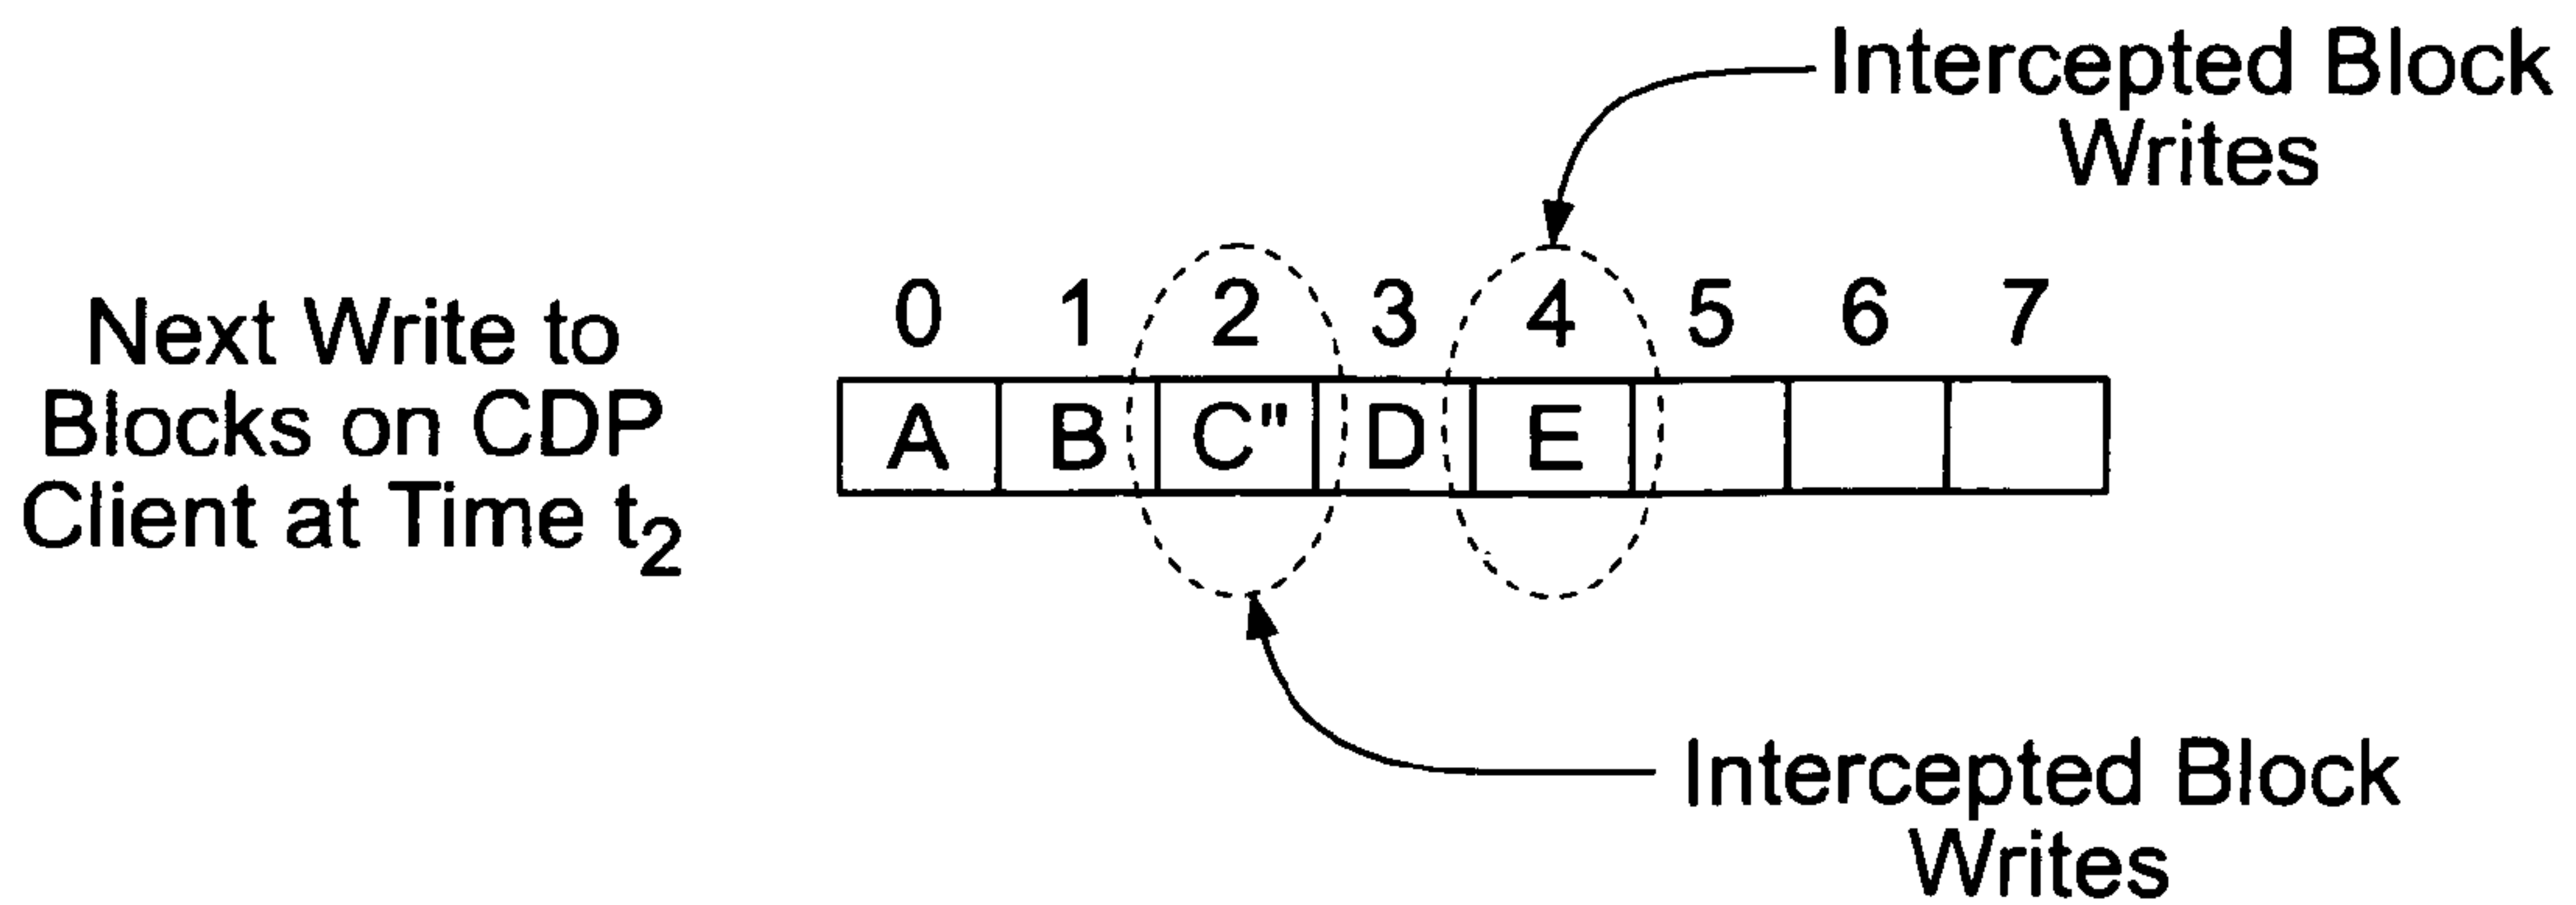 Intercepted Block
Writes
0 1 2 3 4 5 6 7
Next Write to
Blocks on CDP
Client at Time t2
A B C" D E
Intercepted Block
Writes